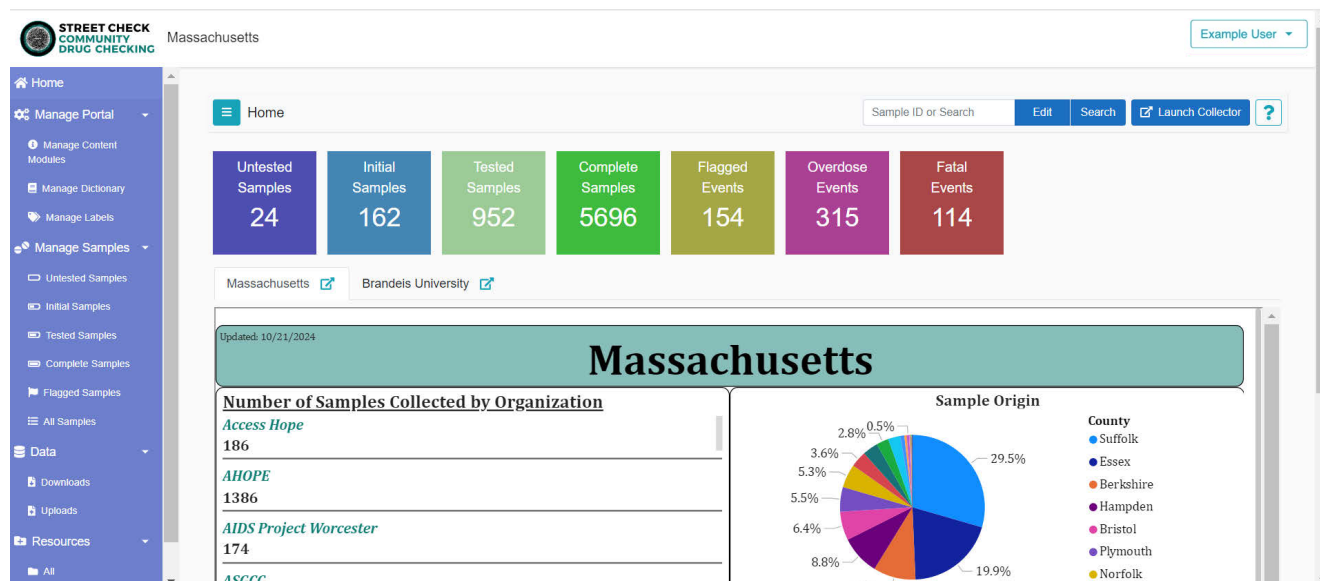 STREET CHECK
COMMUNITY
DRUG CHECKING
Massachusetts
Example User
Home
Manage Portal
Manage Content
Modules
Manage Dictionary
Manage Labels
Manage Samples
Untested Samples
Initial Samples
Tested Samples
Complete Samples
Flagged Samples
All Samples
Data
Downloads
Uploads
Resources
All
Home
Sample ID or Search
Edit
Search
Launch Collector
?
Untested
Samples
24
Initial
Samples
162
Tested
Samples
952
Complete
Samples
5696
Flagged
Events
154
Overdose
Events
315
Fatal
Events
114
Massachusetts
Brandeis University
Updated: 10/21/2024
Massachusetts
Number of Samples Collected by Organization
Access Hope
186
AHOPE
1386
AIDS Project Worcester
174
Sample Origin
0.5%
2.8%
3.6%
5.3%
5.5%
6.4%
8.8%
29.5%
19.9%
County
Suffolk
Essex
Berkshire
Hampden
Bristol
Plymouth
Norfolk